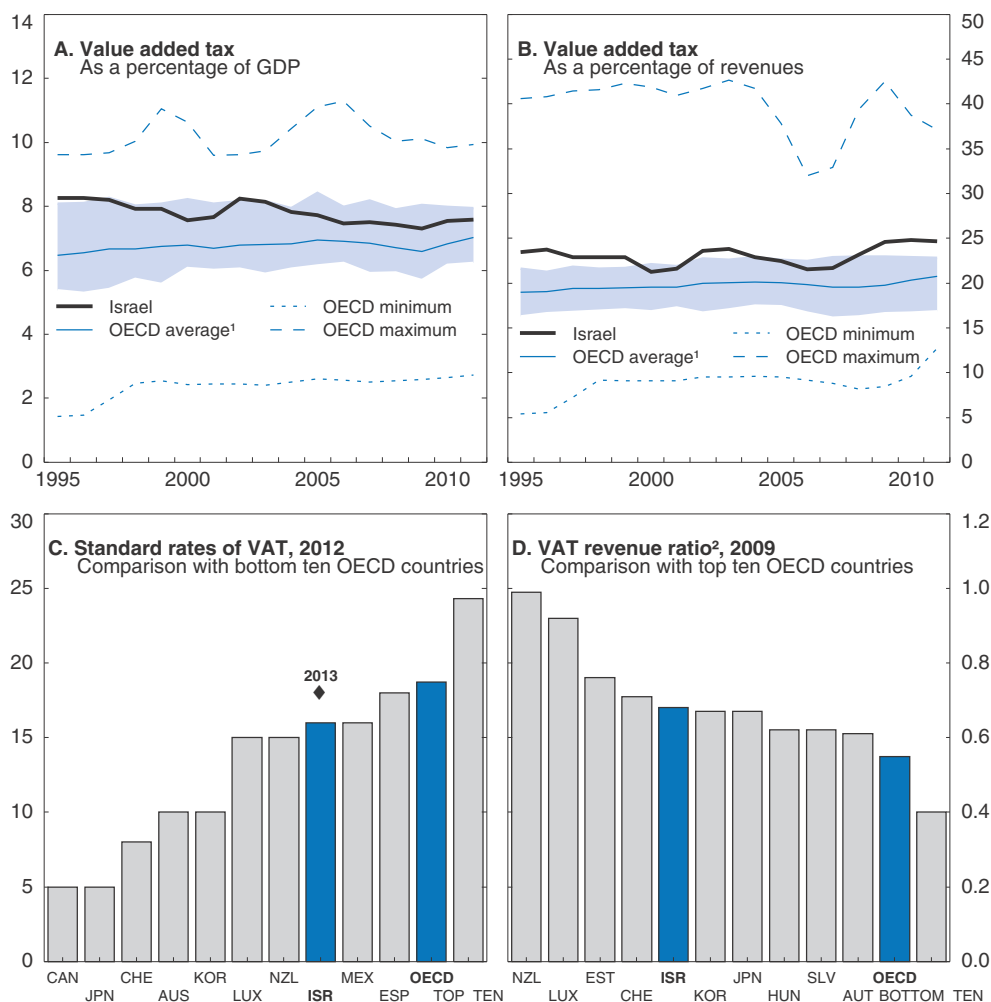 A. Value added tax
As a percentage of GDP
14
12
10
8
6
4
2
0
Israel
OECD average¹
OECD minimum
OECD maximum
1995 2000 2005 2010
B. Value added tax
As a percentage of revenues
50
45
40
35
30
25
20
15
10
5
0
Israel
OECD average¹
OECD minimum
OECD maximum
1995 2000 2005 2010
C. Standard rates of VAT, 2012
Comparison with bottom ten OECD countries
30
25
20
15
10
5
0
2013
CAN CHE KOR NZL MEX OECD
JPN AUS LUX ISR ESP TOP TEN
D. VAT revenue ratio², 2009
Comparison with top ten OECD countries
1.2
1.0
0.8
0.6
0.4
0.2
0.0
NZL EST ISR JPN SLV OECD
LUX CHE KOR HUN AUT BOTTOM TEN